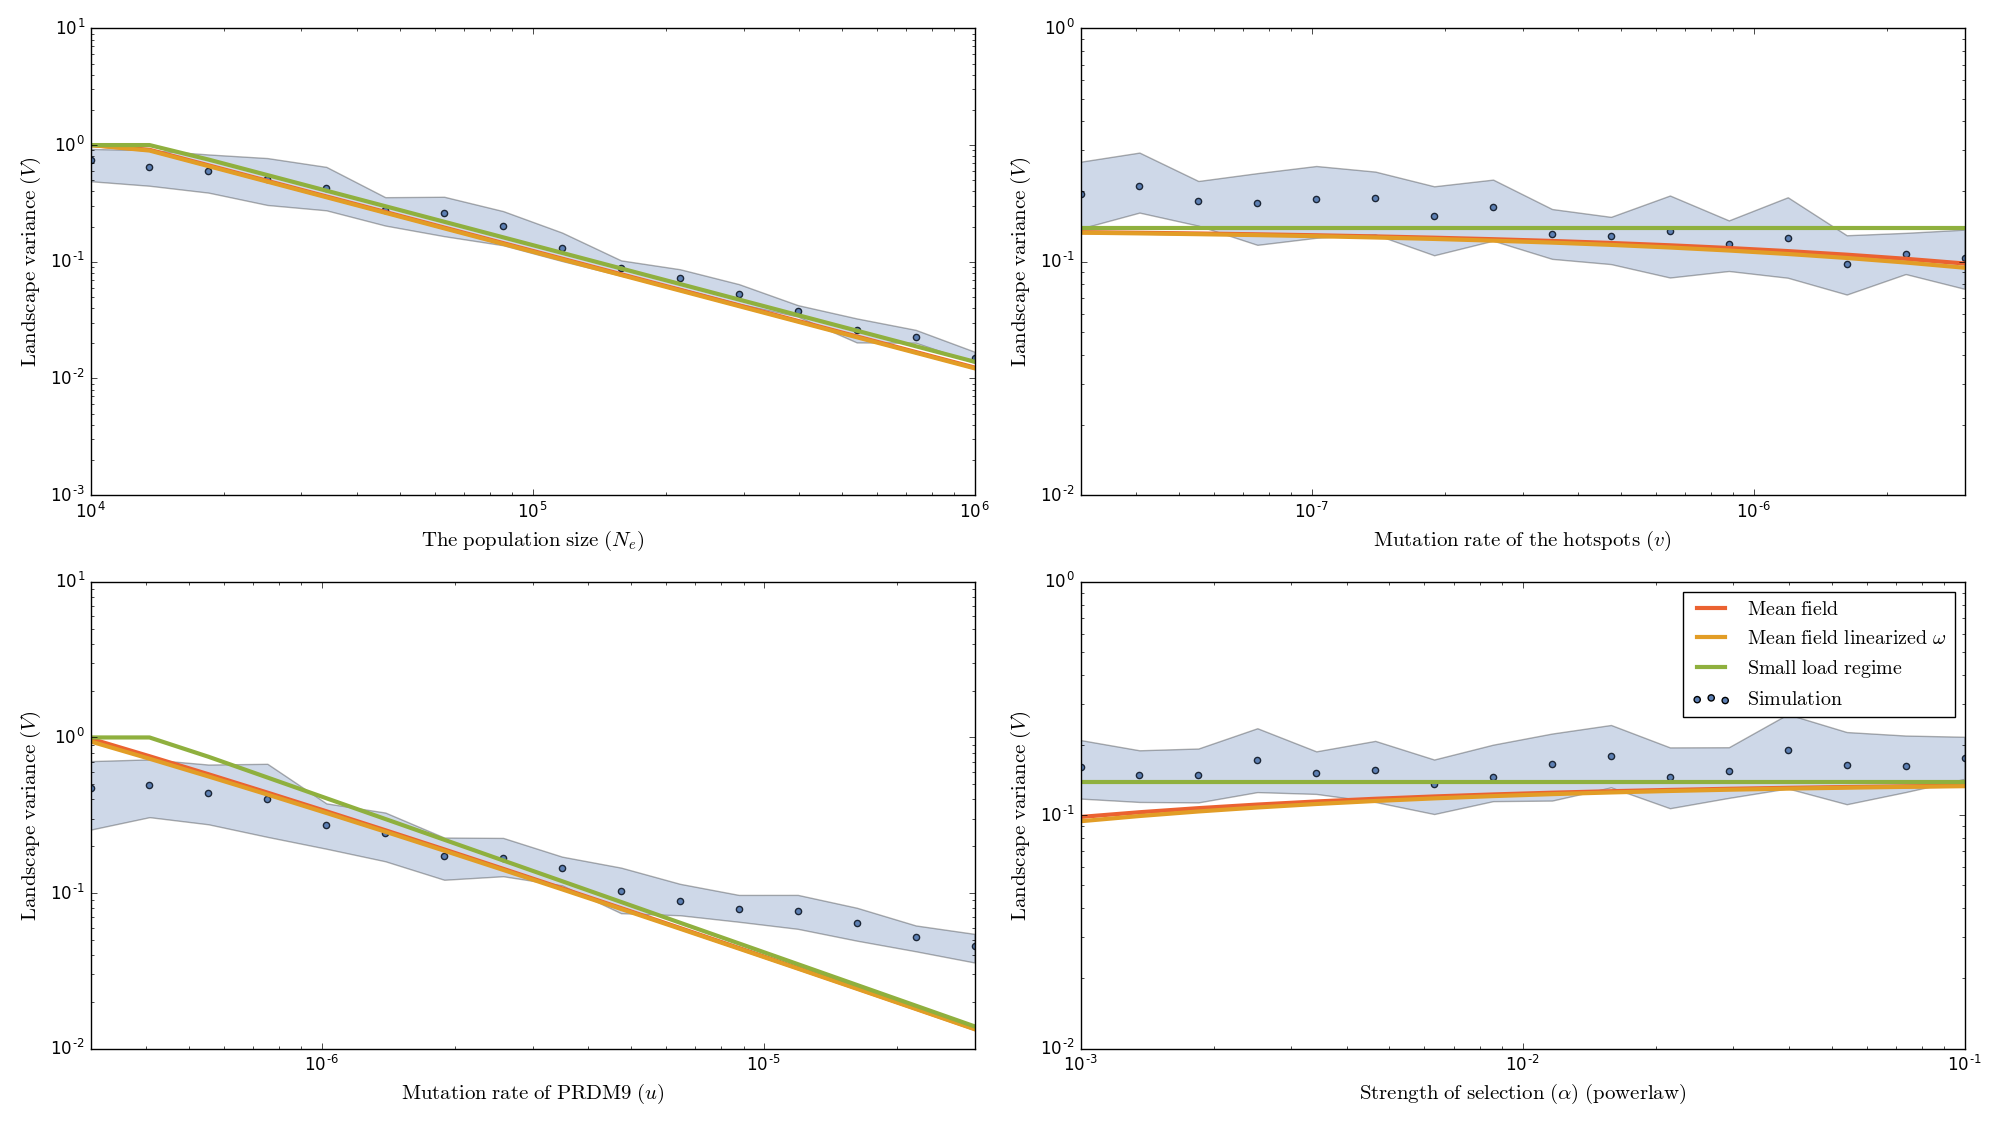 10^1
10^0
10^-1
10^-2
10^-3
Landscape variance (V)
10^4 10^5 10^6
The population size (N_e)
10^0
10^-1
10^-2
Landscape variance (V)
10^-7 10^-6
Mutation rate of the hotspots (v)
10^1
10^0
10^-1
10^-2
Landscape variance (V)
10^-6 10^-5
Mutation rate of PRDM9 (u)
10^0
10^-1
10^-2
Landscape variance (V)
Mean field
Mean field linearized ω
Small load regime
Simulation
10^-3 10^-2 10^-1
Strength of selection (α) (powerlaw)